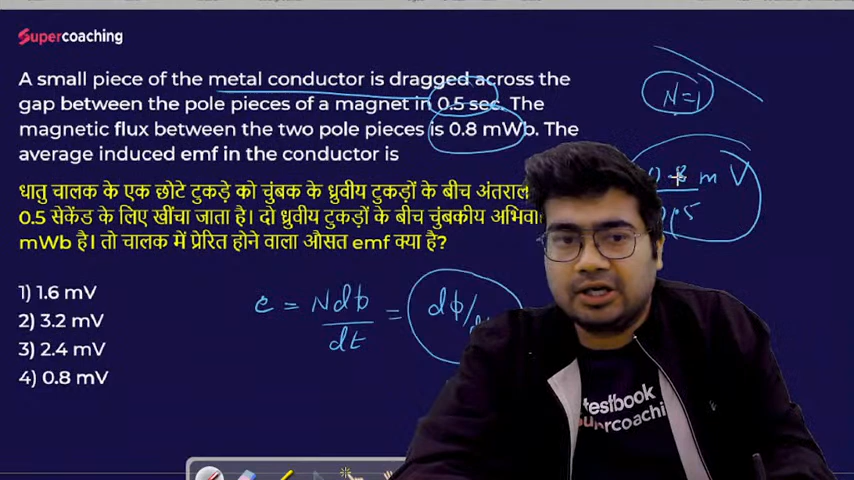 Supercoaching
A small piece of the metal conductor is dragged across the
gap between the pole pieces of a magnet in 0.5 sec. The
magnetic flux between the two pole pieces is 0.8 mWb. The
average induced emf in the conductor is
धातु चालक के एक छोटे टुकड़े को चुंबक के ध्रुवीय टुकड़ों के बीच अंतराल
0.5 सेकेंड के लिए खींचा जाता है। दो ध्रुवीय टुकड़ों के बीच चुंबकीय
mWb है। तो चालक में प्रेरित होने वाला औसत emf क्या है?
1) 1.6 mV
2) 3.2 mV
3) 2.4 mV
4) 0.8 mV
N=1
m V
e = Ndφ/dt = dφ/
testbook
Supercoaching